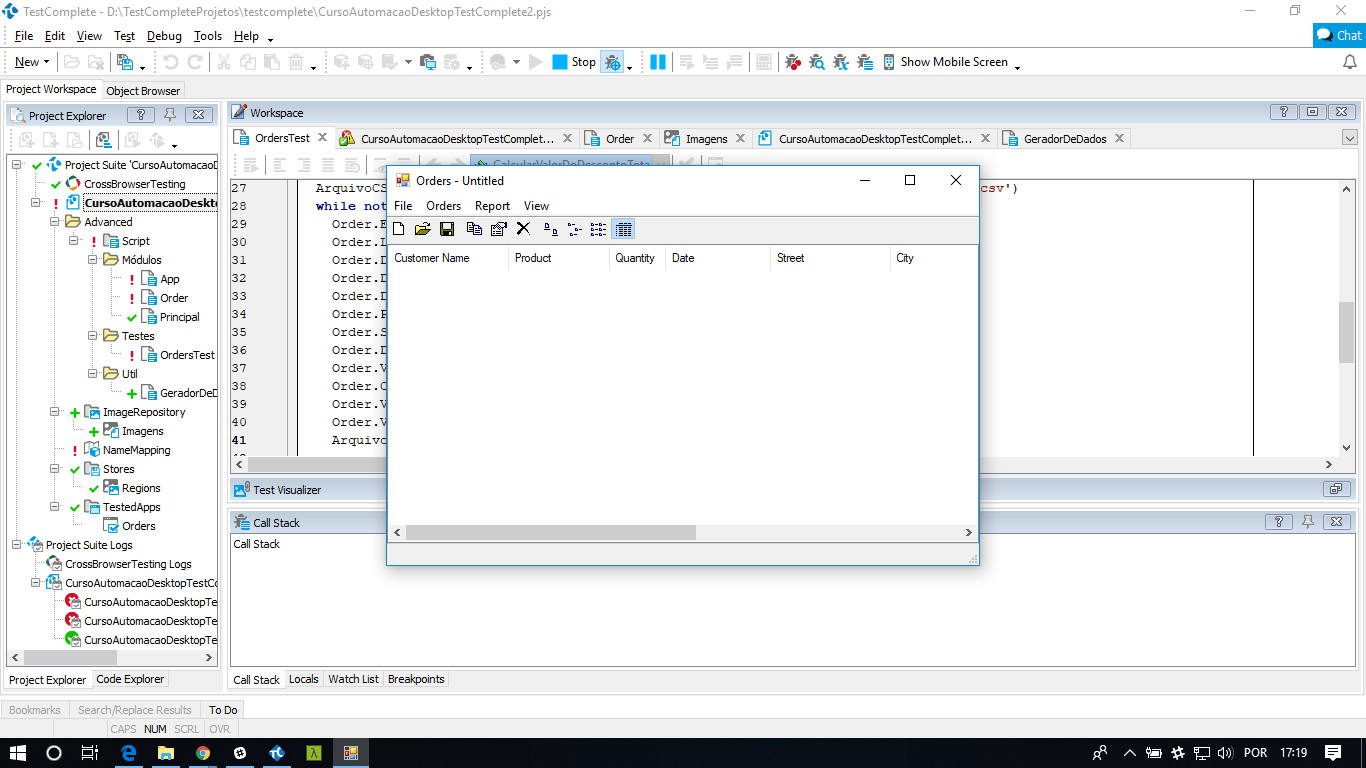 TestComplete - D:\TestCompleteProjetos\testcomplete\CursoAutomacaoDesktopTestComplete2.pjs
File Edit View Test Debug Tools Help
Chat
New Stop Show Mobile Screen
Project Workspace Object Browser
Project Explorer
Workspace
OrdersTest CursoAutomacaoDesktopTestComplet... Order Imagens CursoAutomacaoDesktopTestComplet... GeradorDeDados
Project Suite 'CursoAutomacaoD
CrossBrowserTesting
CursoAutomacaoDeskto
Advanced
Script
Módulos
App
Order
Principal
Testes
OrdersTest
Util
GeradorDeD
ImageRepository
Imagens
NameMapping
Stores
Regions
TestedApps
Orders
Project Suite Logs
CrossBrowserTesting Logs
CursoAutomacaoDesktopTestCo
CursoAutomacaoDesktopTe
CursoAutomacaoDesktopTe
CursoAutomacaoDesktopTe
Project Explorer Code Explorer
27 ArquivoCS csv')
28 while not
29 Order.E
30 Order.I
31 Order.D
32 Order.D
33 Order.D
34 Order.P
35 Order.S
36 Order.D
37 Order.V
38 Order.C
39 Order.V
40 Order.V
41 Arquivo
Orders - Untitled
File Orders Report View
Customer Name Product Quantity Date Street City
Test Visualizer
Call Stack
Call Stack
Call Stack Locals Watch List Breakpoints
Bookmarks Search/Replace Results To Do
CAPS NUM SCRL OVR
POR 17:19